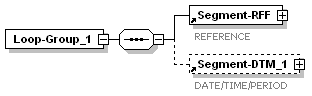 Segment-RFF
REFERENCE
Loop-Group_1
Segment-DTM_1
DATE/TIME/PERIOD